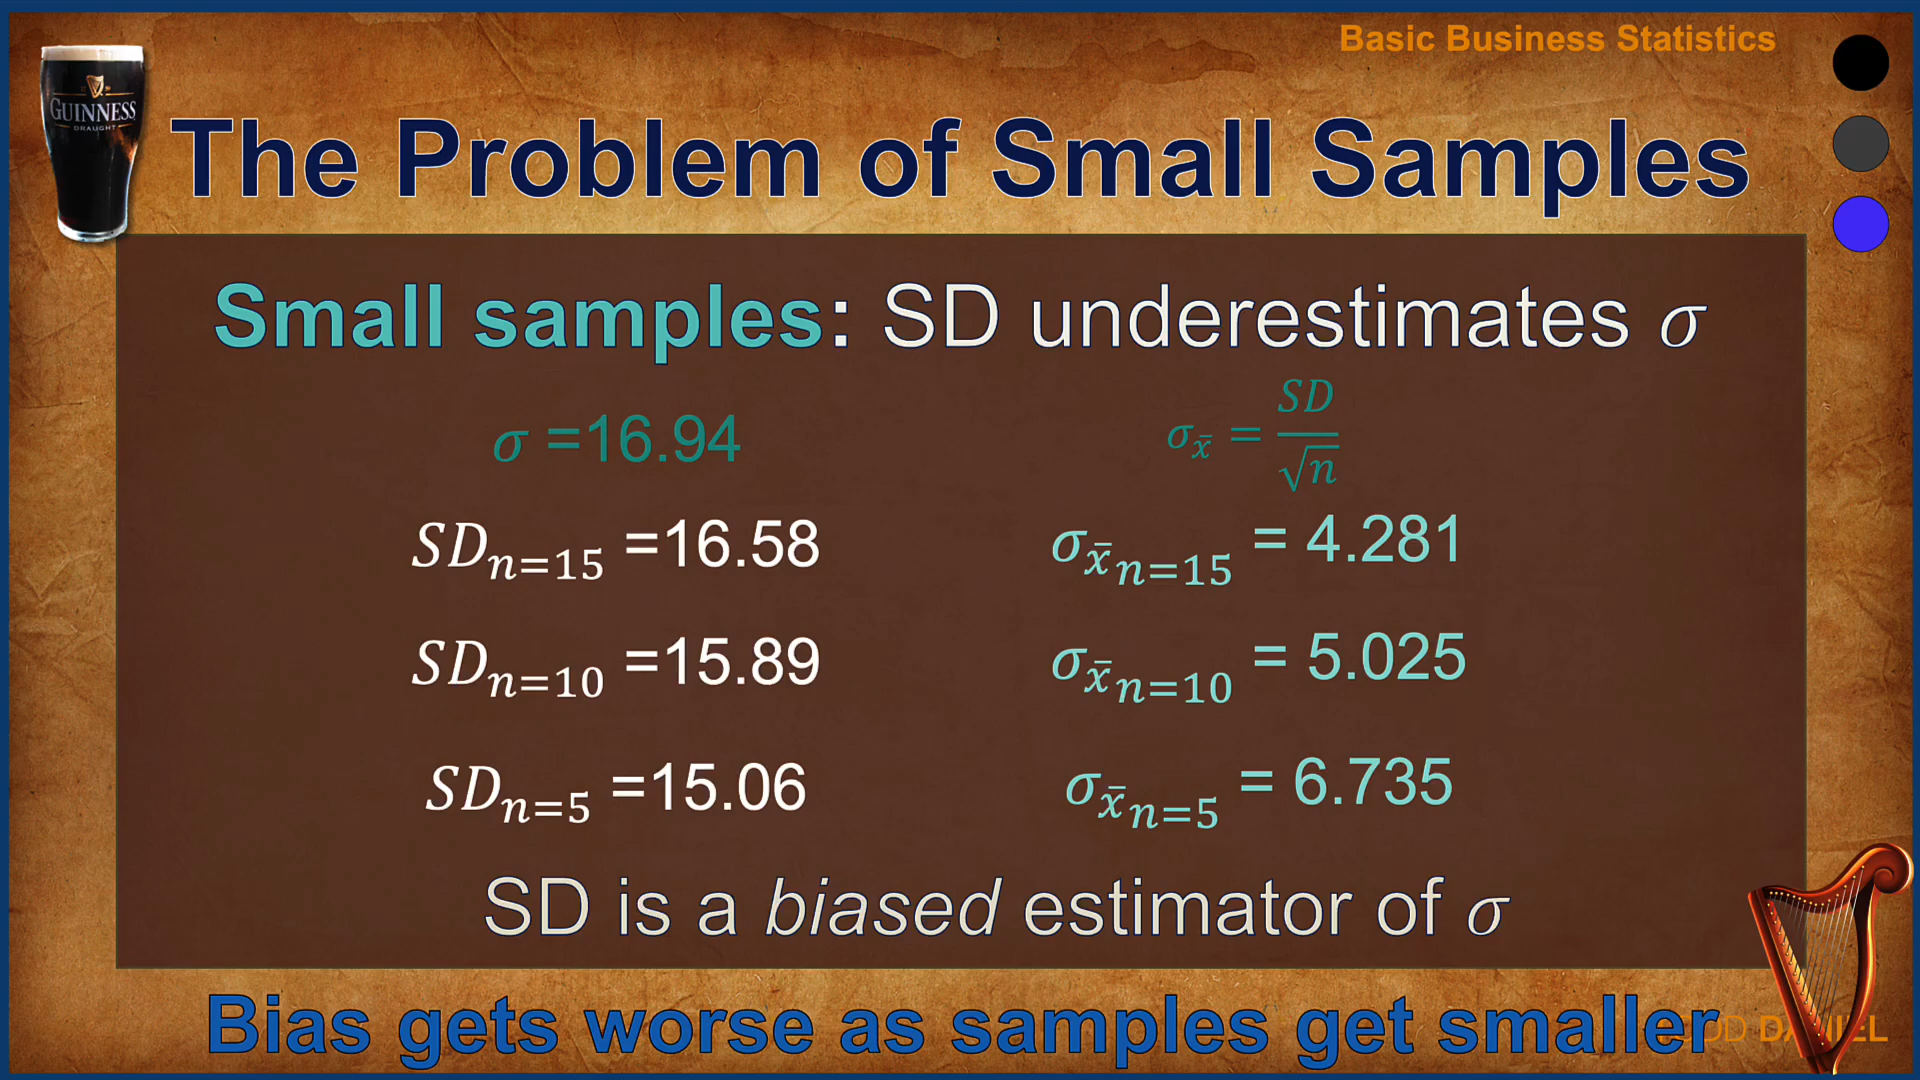 Basic Business Statistics
GUINNESS
DRAUGHT
The Problem of Small Samples
Small samples: SD underestimates σ
σ =16.94
σx̄ = SD/√n
SDn=15 =16.58
σx̄n=15 = 4.281
SDn=10 =15.89
σx̄n=10 = 5.025
SDn=5 =15.06
σx̄n=5 = 6.735
SD is a biased estimator of σ
Bias gets worse as samples get smaller